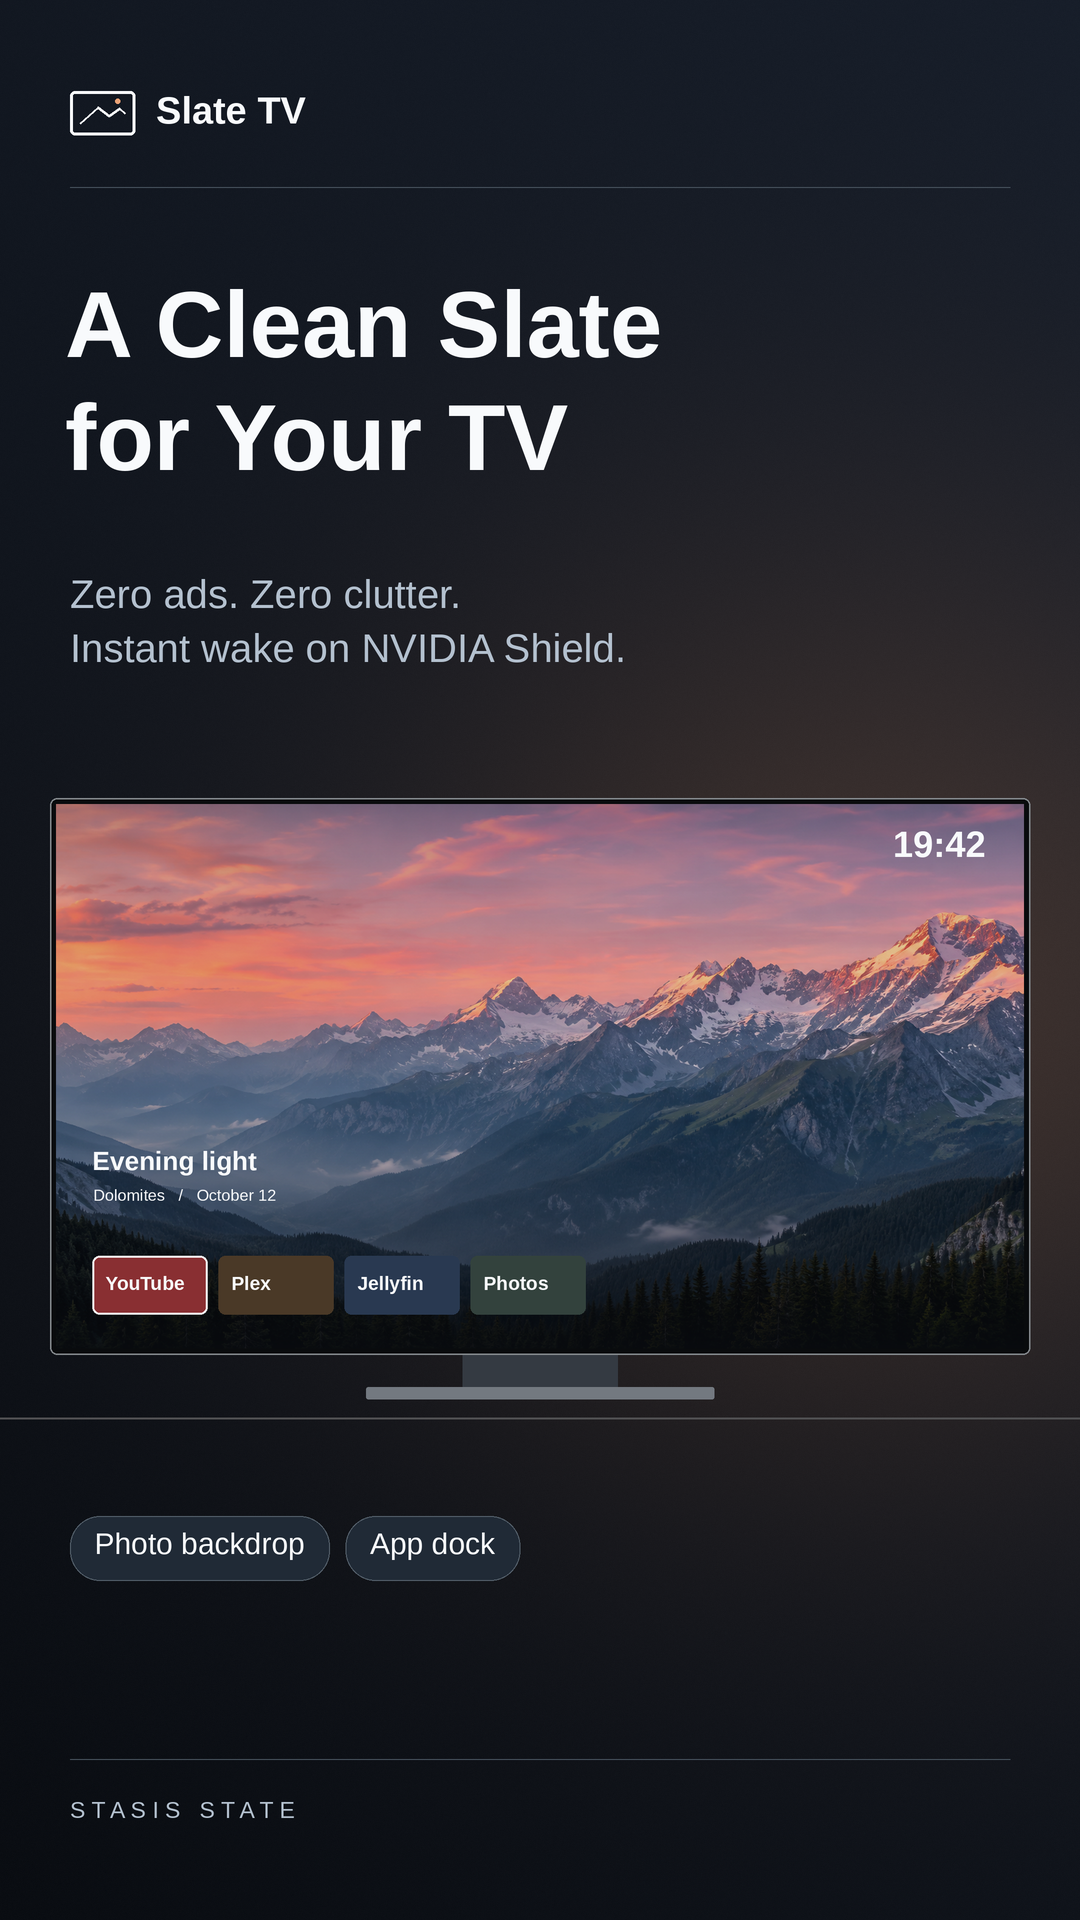 Slate TV
A Clean Slate
for Your TV
Zero ads. Zero clutter.
Instant wake on NVIDIA Shield.
19:42
Evening light
Dolomites / October 12
YouTube Plex Jellyfin Photos
Photo backdrop App dock
STASIS STATE